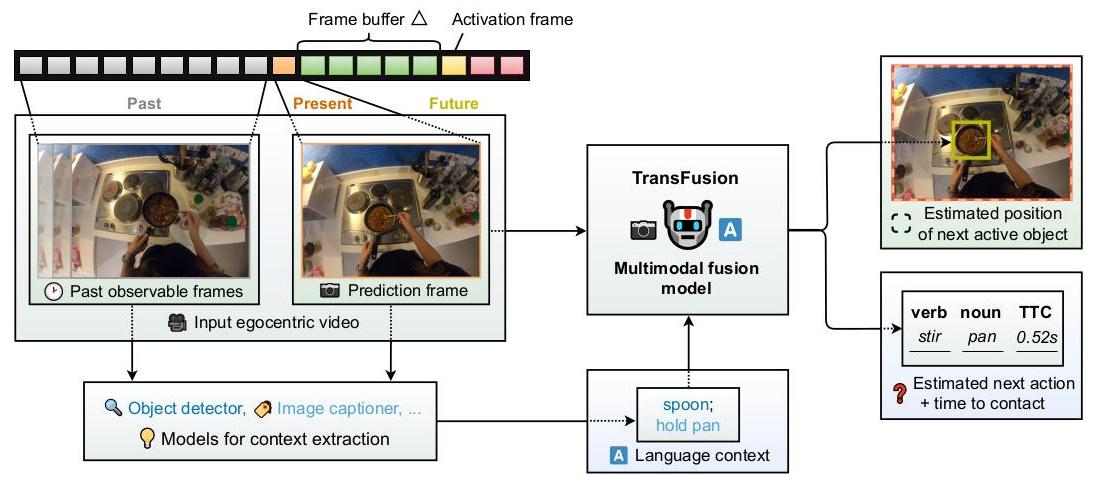 Frame buffer △
Activation frame
Past
Present
Future
Past observable frames
Prediction frame
Input egocentric video
Object detector, Image captioner, ...
Models for context extraction
TransFusion
A
Multimodal fusion
model
spoon;
hold pan
A Language context
Estimated position
of next active object
verb noun TTC
stir pan 0.52s
Estimated next action
+ time to contact